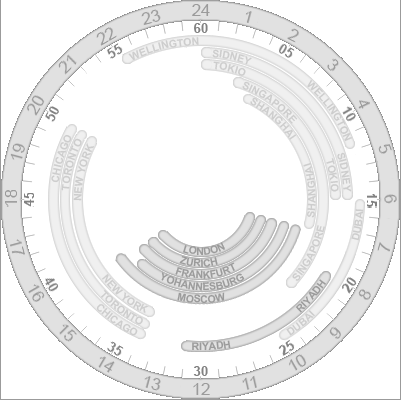 24
1
2
3
4
5
6
7
8
9
10
11
12
13
14
15
16
17
18
19
20
21
22
23
60
05
10
15
20
25
30
35
40
45
50
55
WELLINGTON
WELLINGTON
SIDNEY
SIDNEY
TOKIO
TOKIO
SINGAPORE
SINGAPORE
SHANGHAI
SHANGHAI
CHICAGO
CHICAGO
TORONTO
TORONTO
NEW YORK
NEW YORK
LONDON
ZURICH
FRANKFURT
YOHANNESBURG
MOSCOW
RIYADH
RIYADH
DUBAI
DUBAI